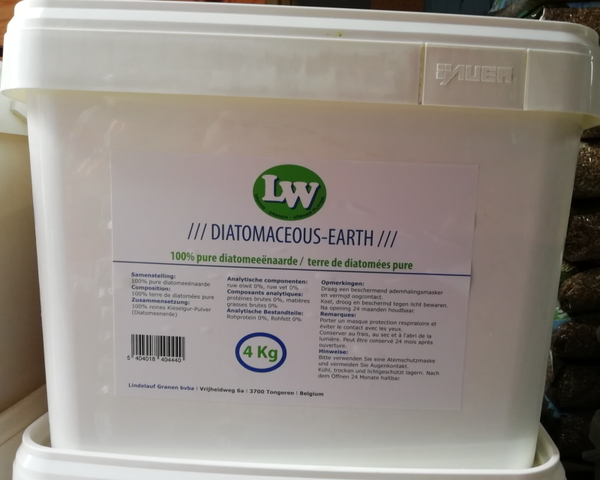 SAUER
LW
/// DIATOMACEOUS-EARTH ///
100% pure diatomeeënaarde / terre de diatomées pure
Samenstelling:
100% pure diatomeeënaarde
Composition:
100% terre de diatomées pure
Zusammensetzung:
100% reines Kieselgur-Pulver
(Diatomeenerde)
Analytische componenten:
ruw eiwit 0%, ruw vet 0%
Composants analytiques:
protéines brutes 0%, matières
grasses brutes 0%
Analytische Bestandteile:
Rohprotein 0%, Rohfett 0%
4 Kg
Opmerkingen:
Draag een beschermend ademhalingsmasker
en vermijd oogcontact.
Koel, droog en beschermd tegen licht bewaren.
Na opening 24 maanden houdbaar.
Remarques:
Porter un masque protection respiratoire et
éviter le contact avec les yeux.
Conserver au frais, au sec et à l'abri de la
lumière. Peut être conservé 24 mois après
ouverture.
Hinweise:
Bitte verwenden Sie eine Atemschutzmaske
und vermeiden Sie Augenkontakt.
Kühl, trocken und lichtgeschützt lagern. Nach
dem Öffnen 24 Monate haltbar.
5 404018 404440
Lindelauf Granen bvba | Vrijheidweg 6a | 3700 Tongeren | Belgium